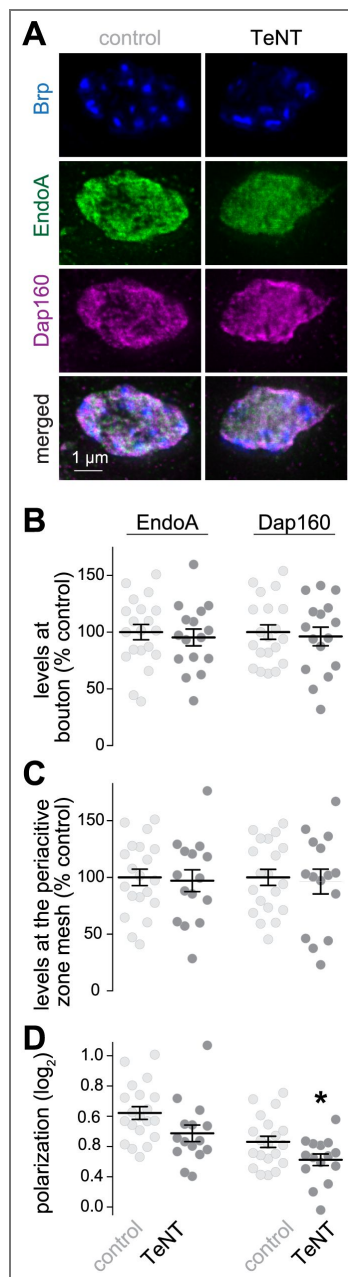 A
control TeNT
Brp
EndoA
Dap160
merged
1 µm
B
EndoA Dap160
levels at
bouton (% control)
150
100
50
0
C
levels at the periacitive
zone mesh (% control)
150
100
50
0
D
polarization (log2)
1.0
0.8
0.6
0.8
0.4
0.0
*
control TeNT control TeNT